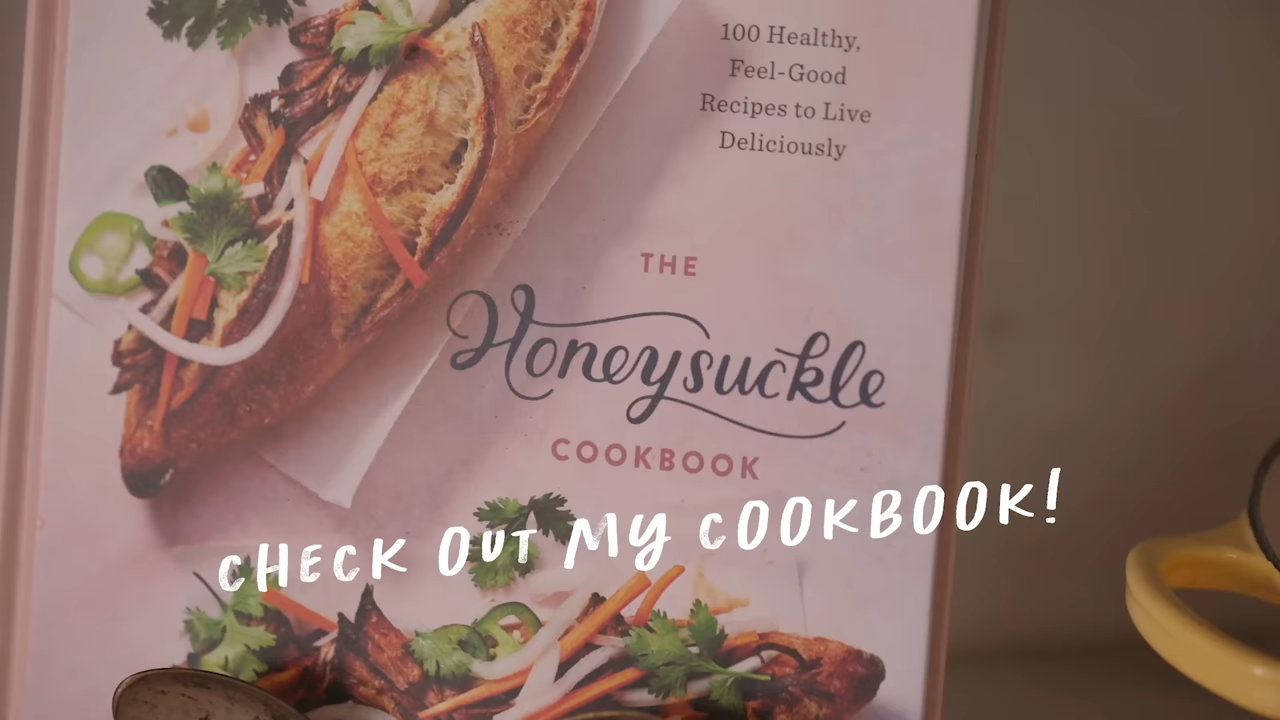 100 Healthy,
Feel-Good
Recipes to Live
Deliciously
THE
Honeysuckle
COOKBOOK
CHECK OUT MY COOKBOOK!